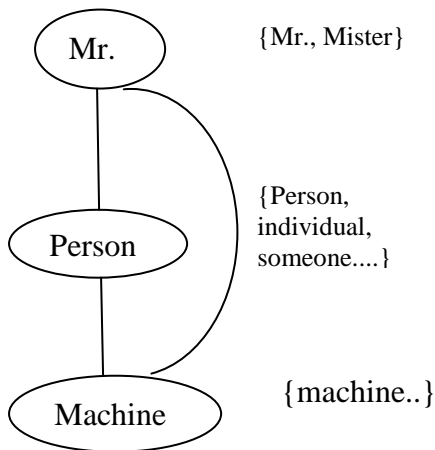 Mr.
{Mr., Mister}
Person
{Person,
individual,
someone....}
Machine
{machine..}